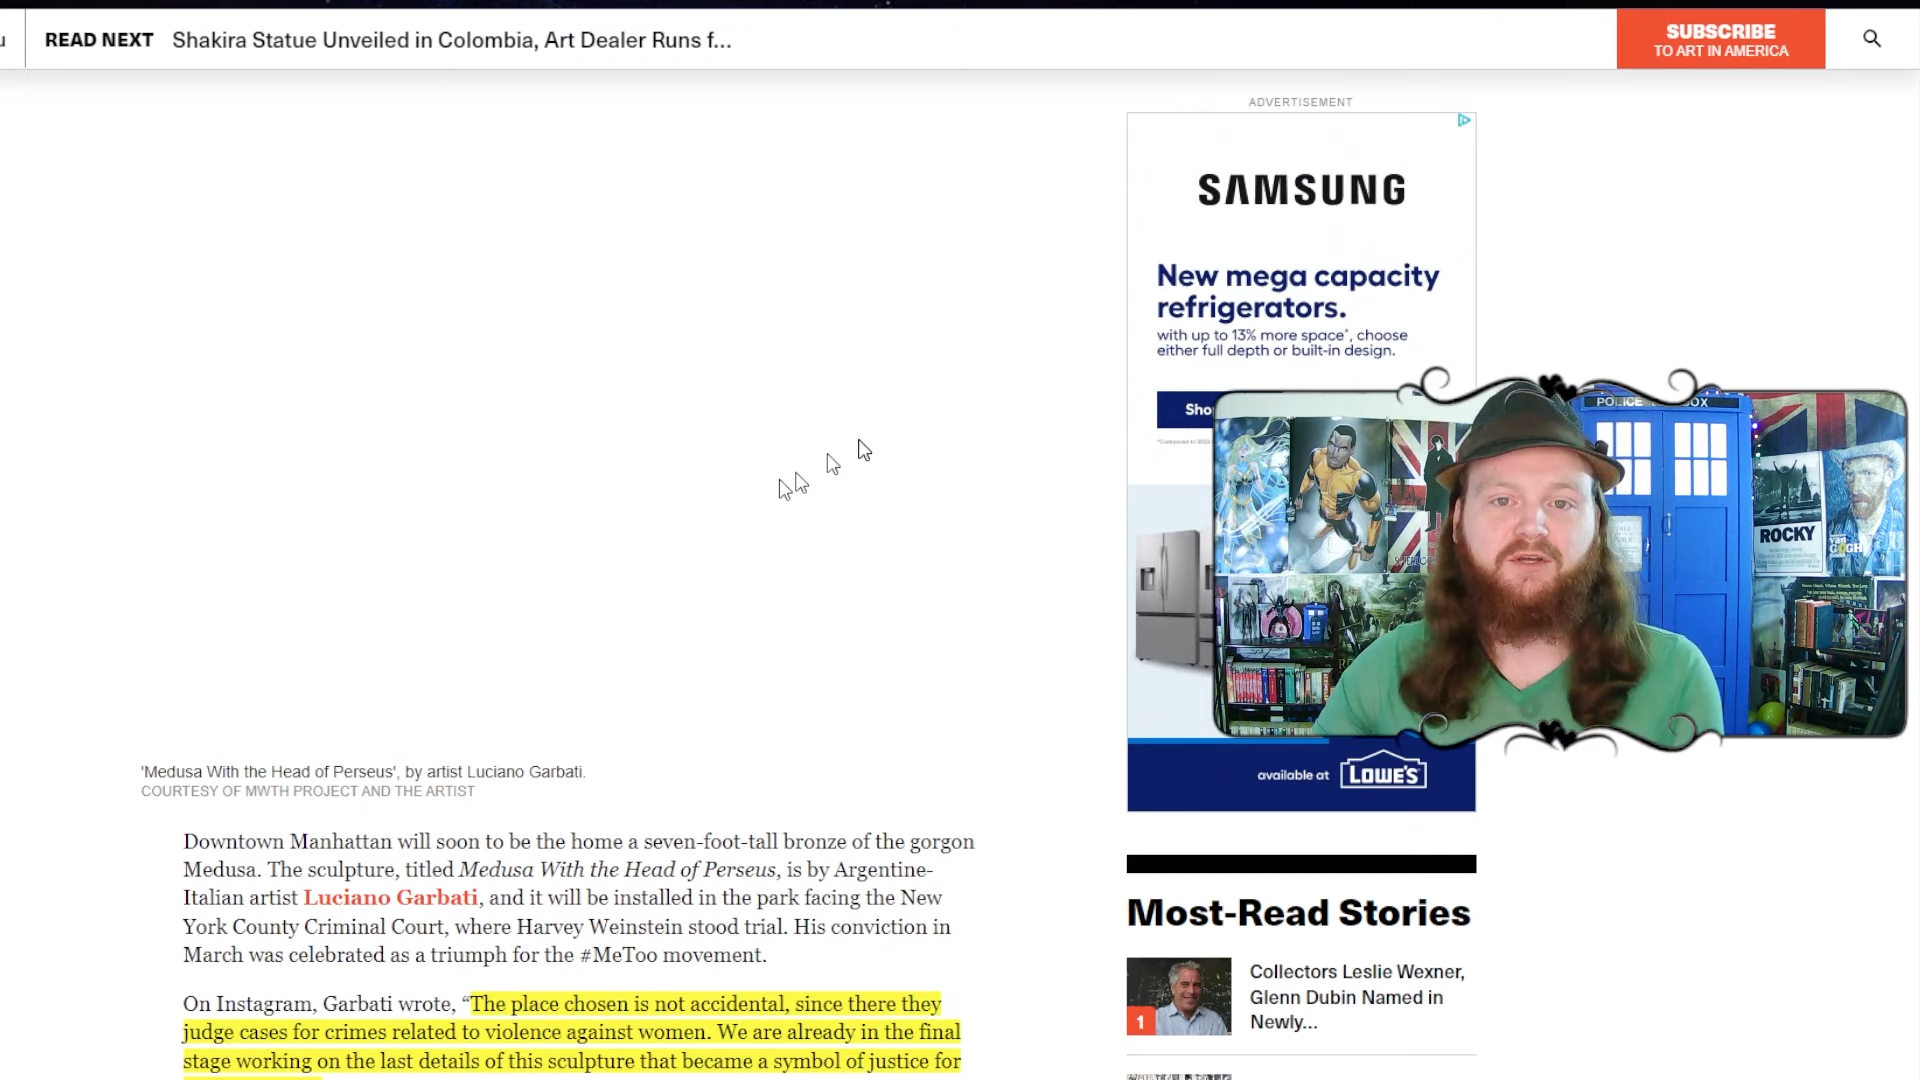 READ NEXT Shakira Statue Unveiled in Colombia, Art Dealer Runs f...
SUBSCRIBE
TO ART IN AMERICA
ADVERTISEMENT
SAMSUNG
New mega capacity
refrigerators.
with up to 13% more space*, choose
either full depth or built-in design.
Sho
POLICE BOX
ROCKY
van
GOGH
available at LOWE'S
'Medusa With the Head of Perseus', by artist Luciano Garbati.
COURTESY OF MWTH PROJECT AND THE ARTIST
Downtown Manhattan will soon to be the home a seven-foot-tall bronze of the gorgon
Medusa. The sculpture, titled Medusa With the Head of Perseus, is by Argentine-
Italian artist Luciano Garbati, and it will be installed in the park facing the New
York County Criminal Court, where Harvey Weinstein stood trial. His conviction in
March was celebrated as a triumph for the #MeToo movement.
On Instagram, Garbati wrote, “The place chosen is not accidental, since there they
judge cases for crimes related to violence against women. We are already in the final
stage working on the last details of this sculpture that became a symbol of justice for
Most-Read Stories
1
Collectors Leslie Wexner,
Glenn Dubin Named in
Newly...